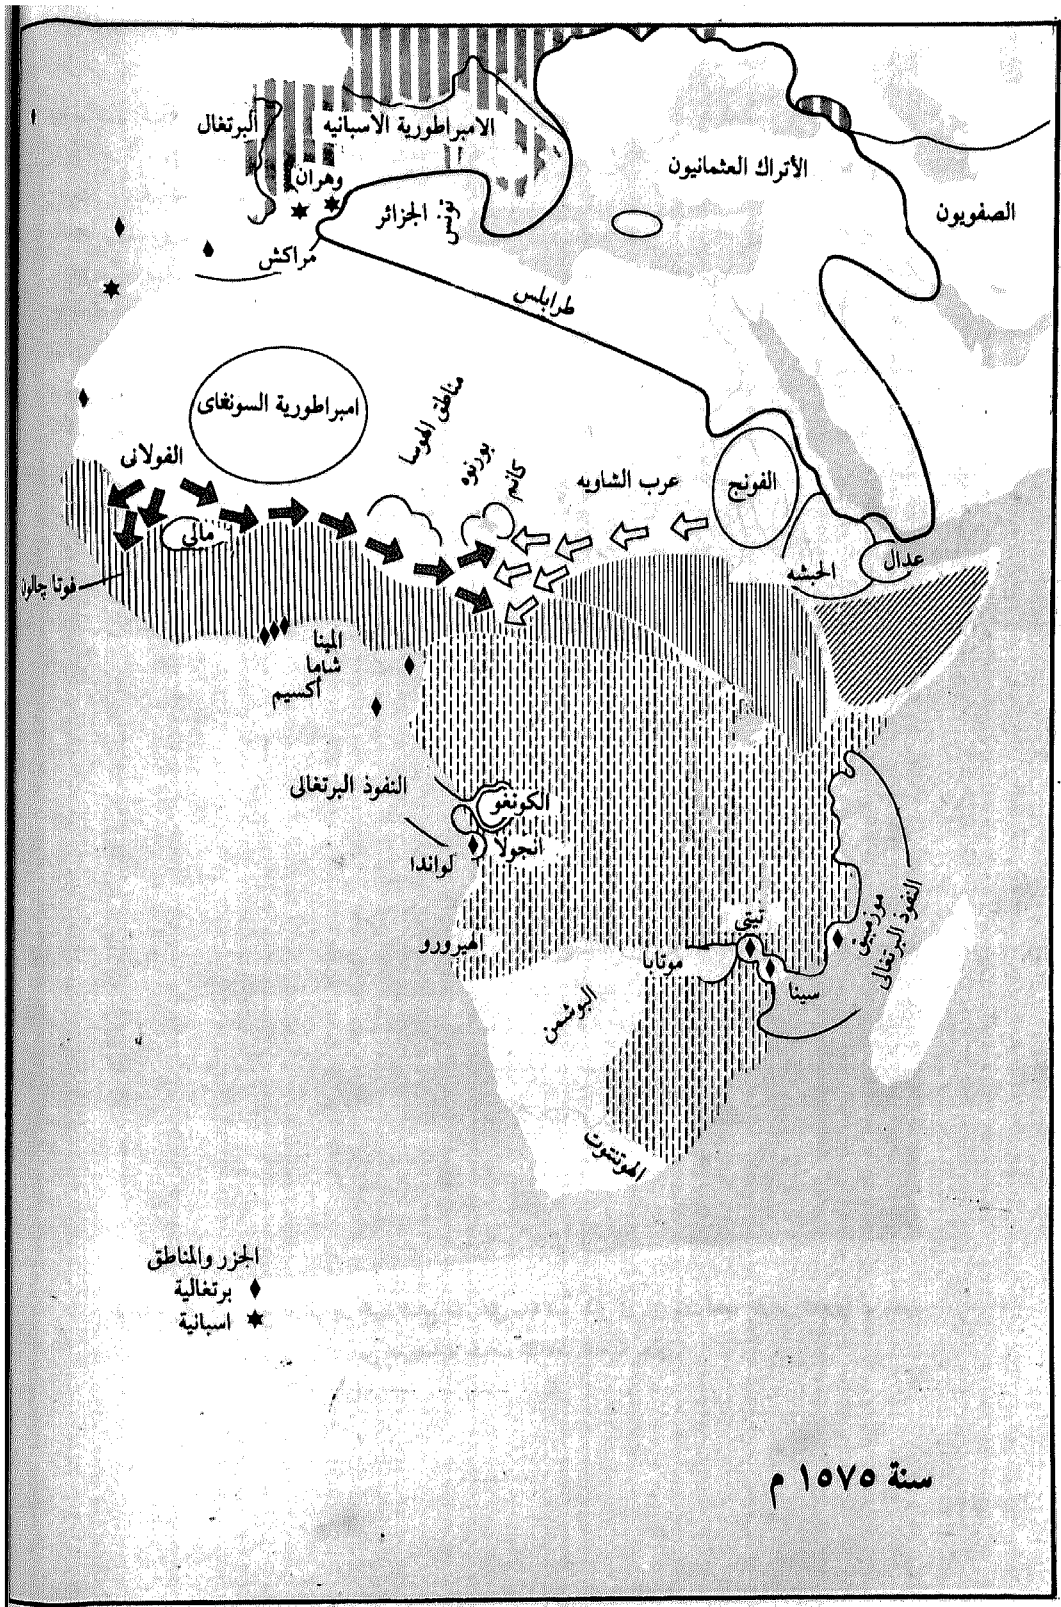 البرتغال
الامبراطورية الاسبانيه
وهران
الأتراك العثمانيون
الصفويون
الجزائر
تونس
مراكش
طرابلس
امبراطورية السونغاى
مناطق الهوسا
بورنوه
كانم
عرب الشاويه
الفونج
الفولانى
مالي
الحبشه
عدال
فوتا جالون
المينا
شاما
أكسيم
النفوذ البرتغالى
الكونغو
انجولا
لواندا
تيتي
موزمبيق
النفوذ البرتغالى
الهيرورو
موتابا
سينا
البوشمن
الهوتنتوت
الجزر والمناطق
برتغالية
اسبانية
سنة ١٥٧٥ م